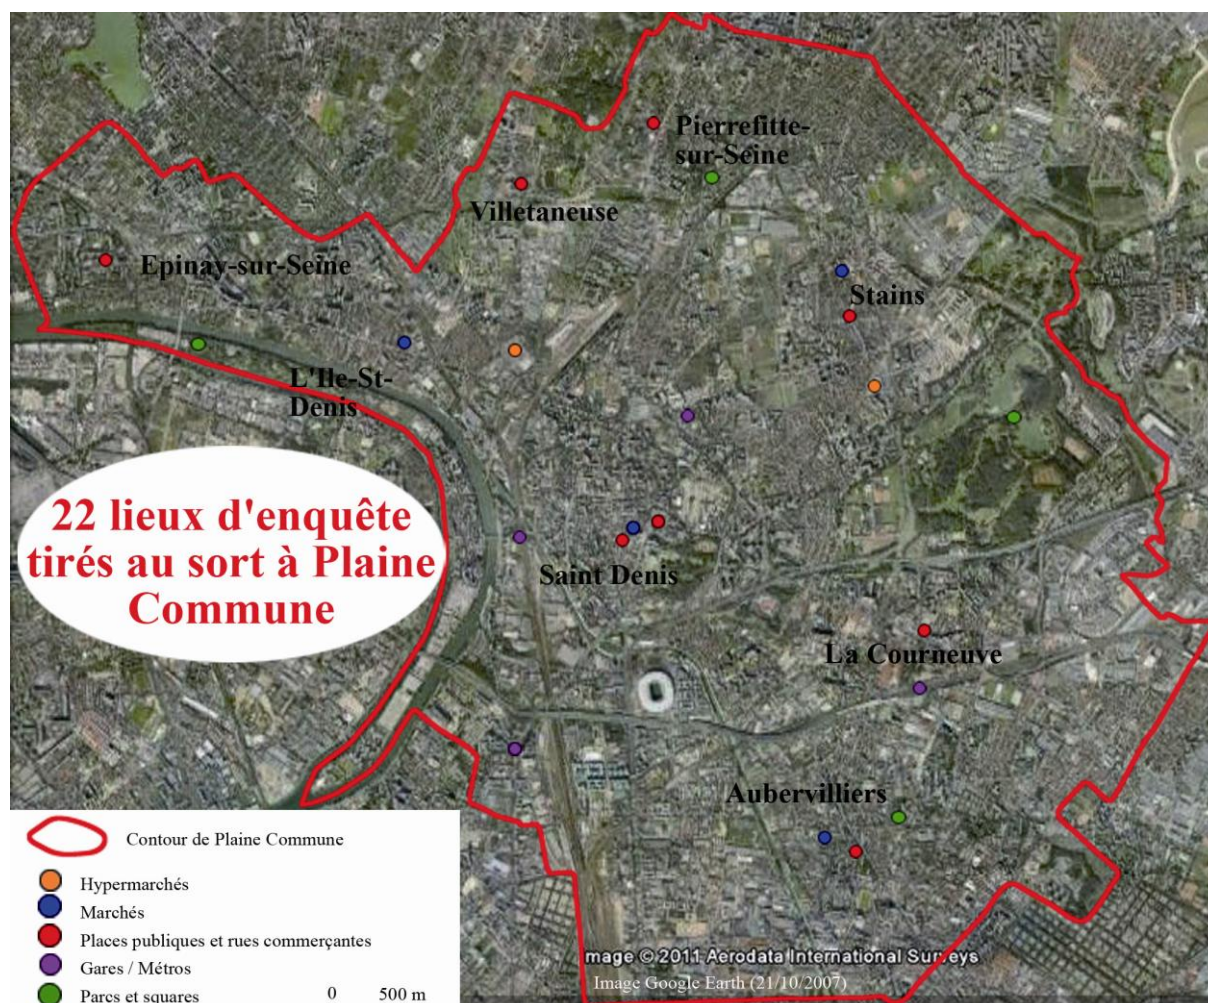 Pierrefitte-
sur-Seine
Villetaneuse
Epinay-sur-Seine
Stains
L'Ile-St-
Denis
22 lieux d'enquête
tirés au sort à Plaine
Commune
Saint Denis
La Courneuve
Aubervilliers
Contour de Plaine Commune
Hypermarchés
Marchés
Places publiques et rues commerçantes
Gares / Métros
Parcs et squares
0 500 m
mage © 2011 Aerodata International Surveys
Image Google Earth (21/10/2007)